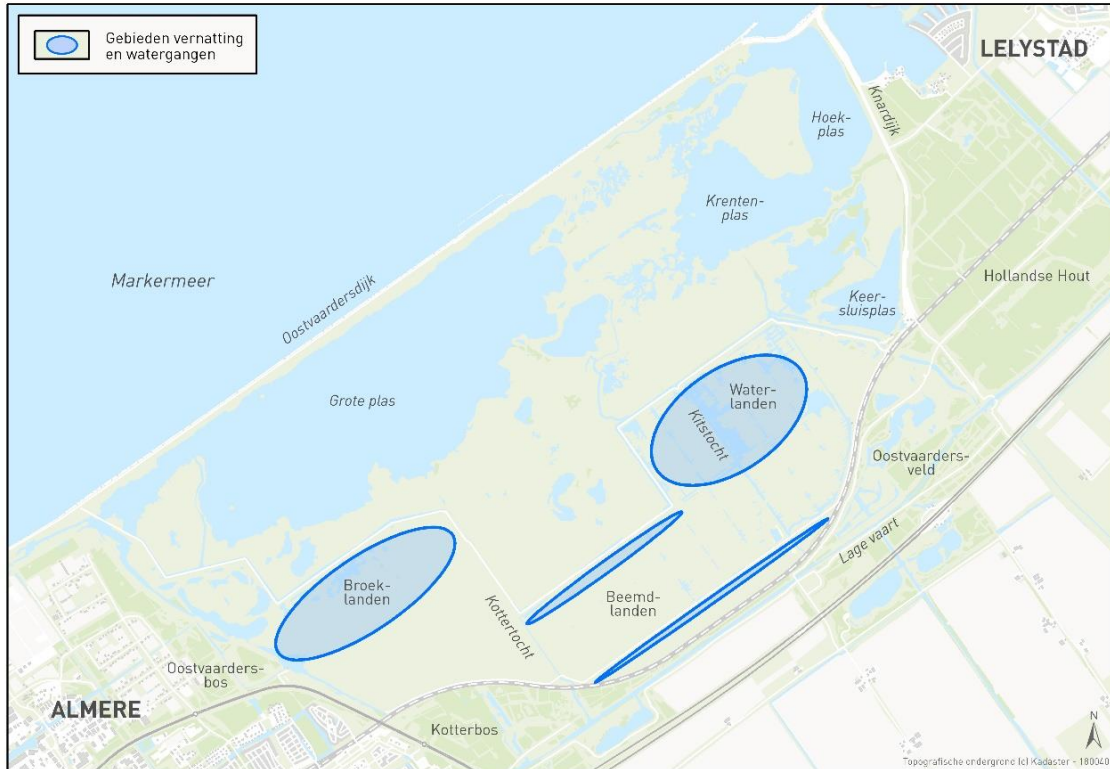 Gebieden vernatting
en watergangen
LELYSTAD
Knardijk
Hoek-
plas
Krenten-
plas
Markermeer
Oostvaardersdijk
Hollandse Hout
Keer-
sluisplas
Grote plas
Water-
landen
Kitstocht
Oostvaarders-
veld
Lage vaart
Broek-
landen
Beemd-
landen
Kottertocht
Oostvaarders-
bos
ALMERE
Kotterbos
N
Topografische ondergrond (c) Kadaster - 180040